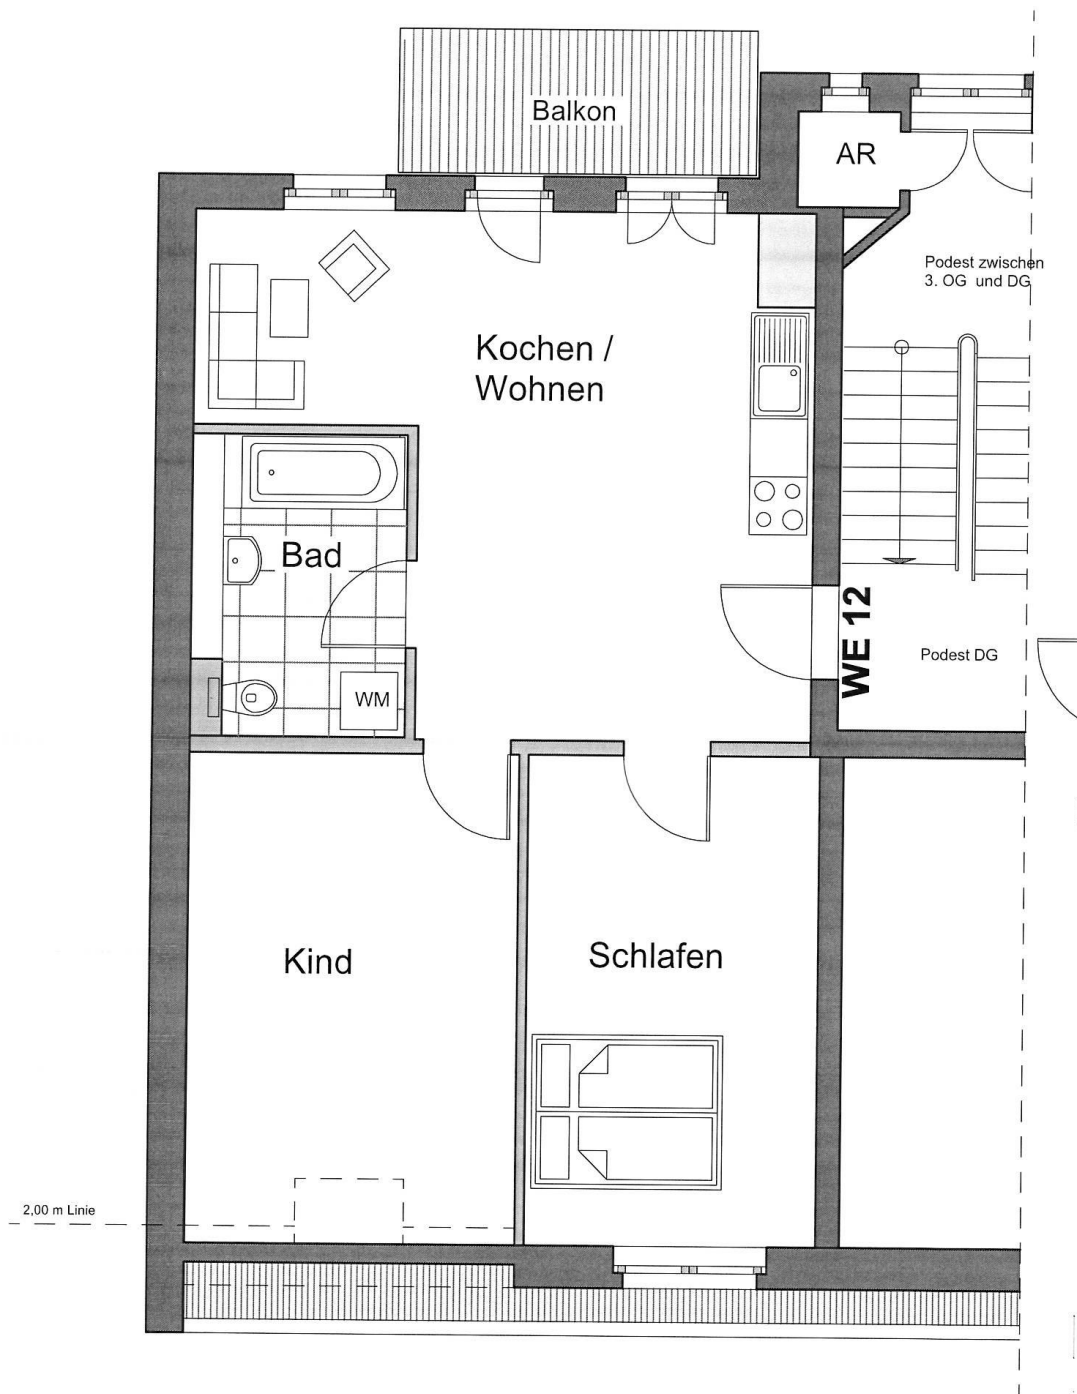 Balkon
AR
Podest zwischen
3. OG und DG
Kochen /
Wohnen
Bad
WE 12
Podest DG
WM
Kind
Schlafen
2,00 m Linie